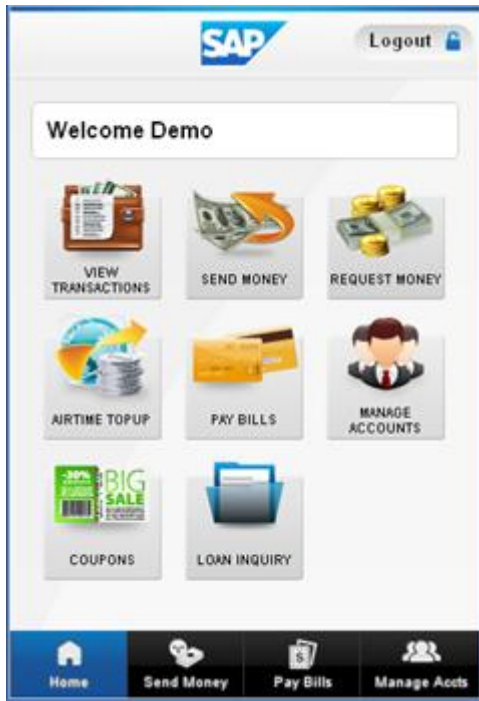 SAP
Logout
Welcome Demo
VIEW
TRANSACTIONS
SEND MONEY
REQUEST MONEY
AIRTIME TOPUP
PAY BILLS
MANAGE
ACCOUNTS
-20%
BIG
SALE
COUPONS
LOAN INQUIRY
Home
Send Money
Pay Bills
Manage Accts